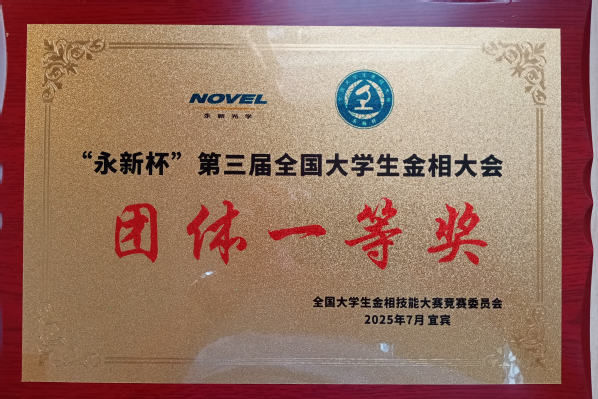 NOVEL
永新光学
“永新杯”第三届全国大学生金相大会
团体一等奖
全国大学生金相技能大赛竞赛委员会
2025年7月 宜宾